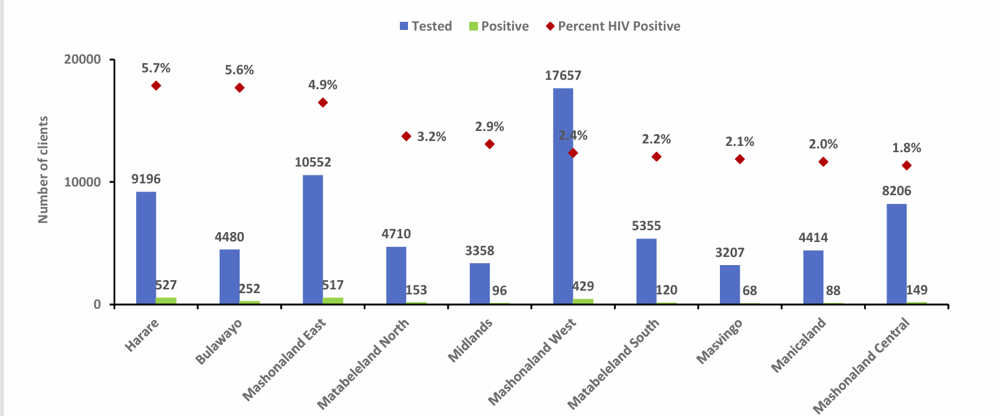 Tested Positive Percent HIV Positive
Number of clients
20000
10000
0
5.7% 5.6% 4.9% 3.2% 2.9% 2.4% 2.2% 2.1% 2.0% 1.8%
9196 4480 10552 4710 3358 17657 5355 3207 4414 8206
527 252 517 153 96 429 120 68 88 149
Harare
Bulawayo
Mashonaland East
Matabeleland North
Midlands
Mashonaland West
Matabeleland South
Masvingo
Manicaland
Mashonaland Central